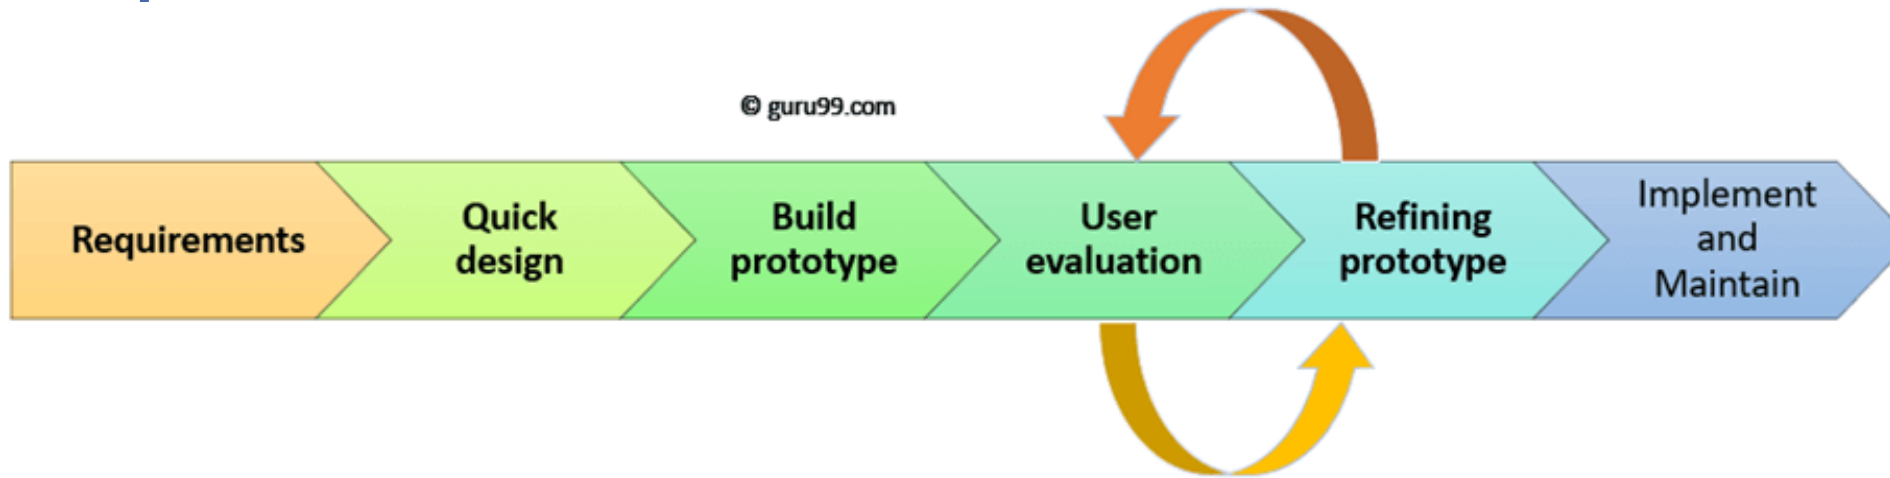 © guru99.com
Requirements
Quick
design
Build
prototype
User
evaluation
Refining
prototype
Implement
and
Maintain